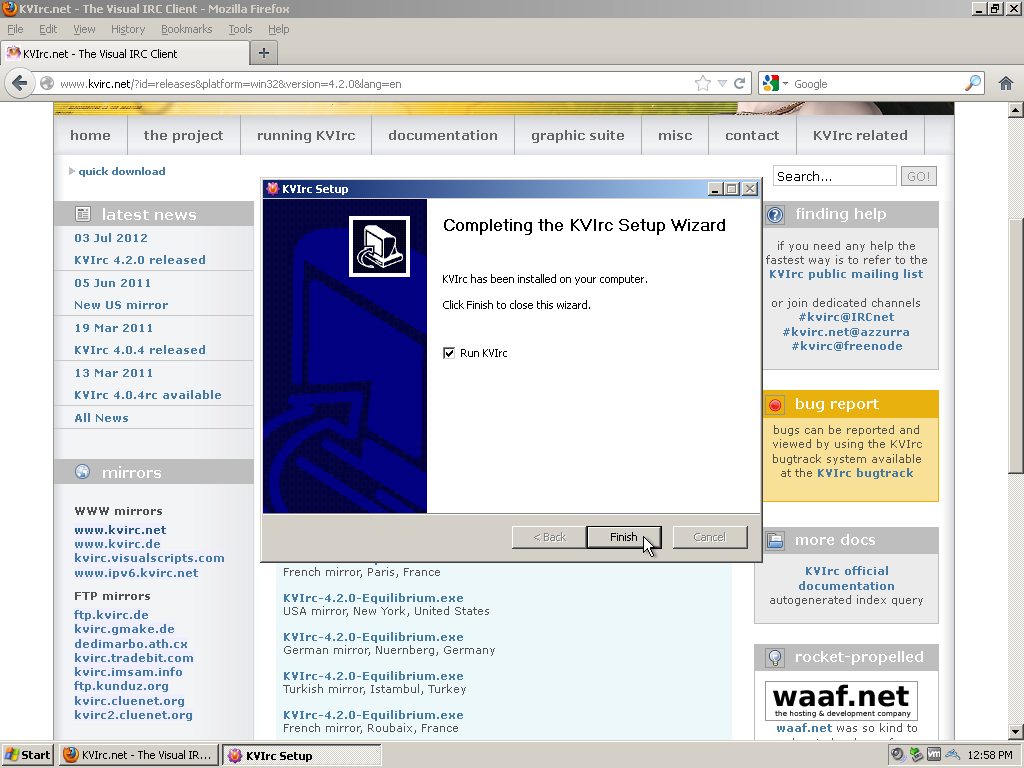 KVIrc.net - The Visual IRC Client - Mozilla Firefox
File Edit View History Bookmarks Tools Help
KVIrc.net - The Visual IRC Client
www.kvirc.net/?id=releases&platform=win32&version=4.2.0&lang=en
Google
home the project running KVIrc documentation graphic suite misc contact KVIrc related
quick download
Search...
GO!
latest news
03 Jul 2012
KVIrc 4.2.0 released
05 Jun 2011
New US mirror
19 Mar 2011
KVIrc 4.0.4 released
13 Mar 2011
KVIrc 4.0.4rc available
All News
mirrors
WWW mirrors
www.kvirc.net
www.kvirc.de
kvirc.visualscripts.com
www.ipv6.kvirc.net
FTP mirrors
ftp.kvirc.de
kvirc.gmake.de
dedimarbo.ath.cx
kvirc.tradebit.com
kvirc.imsam.info
ftp.kunduz.org
kvirc.cluenet.org
kvirc2.cluenet.org
KVIrc Setup
Completing the KVIrc Setup Wizard
KVIrc has been installed on your computer.
Click Finish to close this wizard.
Run KVIrc
< Back
Finish
Cancel
French mirror, Paris, France
KVIrc-4.2.0-Equilibrium.exe
USA mirror, New York, United States
KVIrc-4.2.0-Equilibrium.exe
German mirror, Nuernberg, Germany
KVIrc-4.2.0-Equilibrium.exe
Turkish mirror, Istambul, Turkey
KVIrc-4.2.0-Equilibrium.exe
French mirror, Roubaix, France
finding help
if you need any help the
fastest way is to refer to the
KVIrc public mailing list
or join dedicated channels
#kvirc@IRCnet
#kvirc.net@azzurra
#kvirc@freenode
bug report
bugs can be reported and
viewed by using the KVIrc
bugtrack system available
at the KVIrc bugtrack
more docs
KVIrc official
documentation
autogenerated index query
rocket-propelled
waaf.net
the hosting & development company
waaf.net was so kind to
Start
KVIrc.net - The Visual IR...
KVIrc Setup
12:58 PM